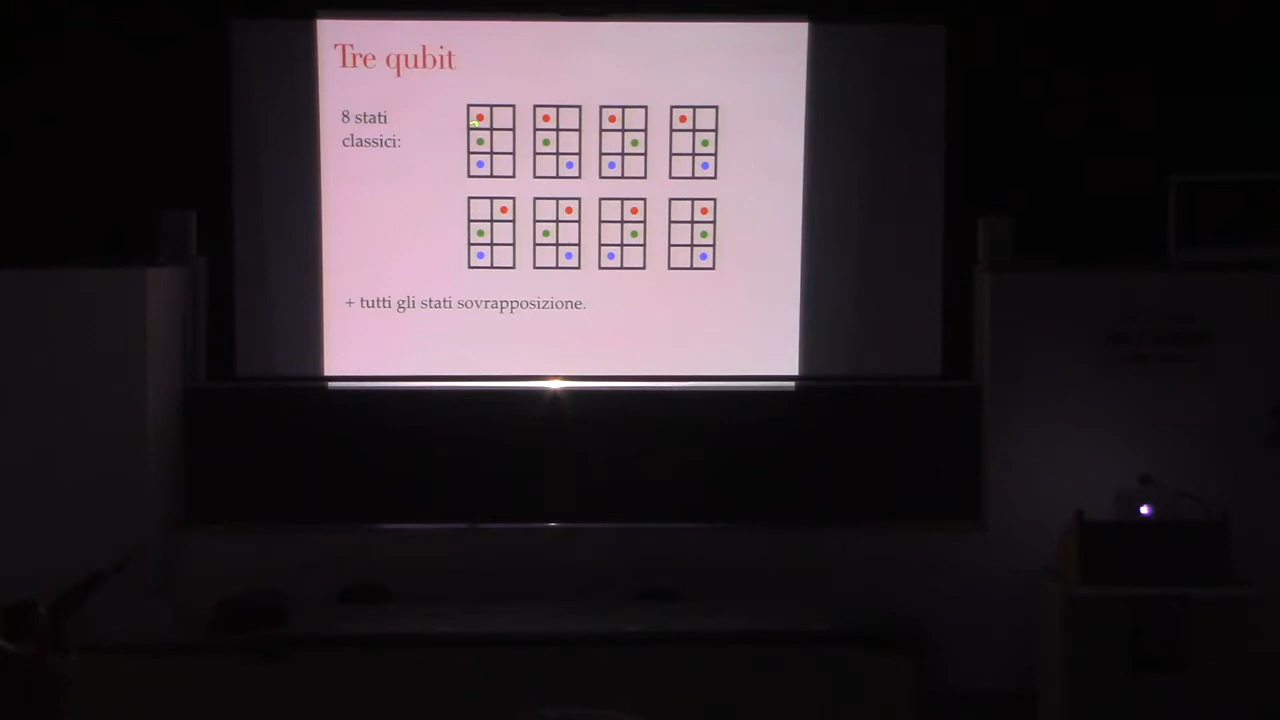 Tre qubit
8 stati
classici:
+ tutti gli stati sovrapposizione.